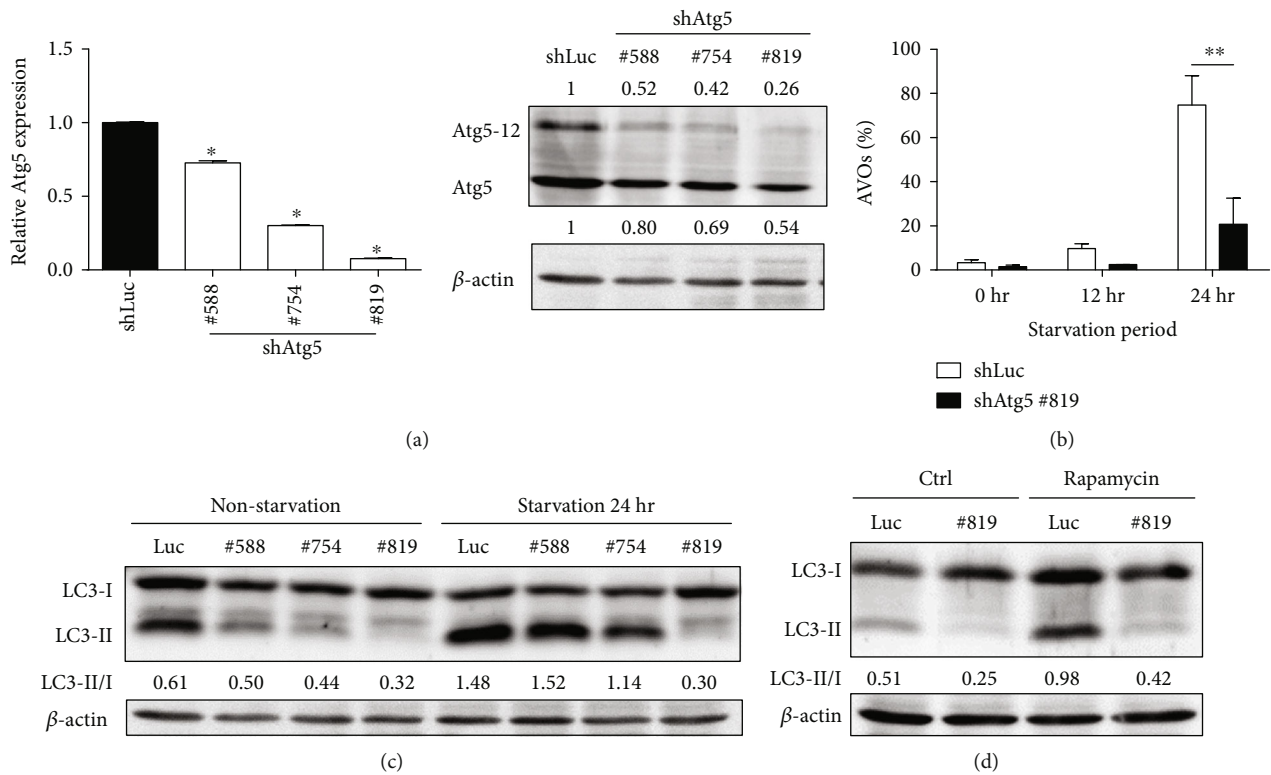 Relative Atg5 expression
1.5
1.0
0.5
0.0
shLuc
#588
#754
#819
shAtg5
shAtg5
shLuc #588 #754 #819
1 0.52 0.42 0.26
Atg5-12
Atg5
1 0.80 0.69 0.54
β-actin
(a)
AVOs (%)
100
80
60
40
20
0
*
*
*
**
0 hr 12 hr 24 hr
Starvation period
shLuc
shAtg5 #819
(b)
Non-starvation Starvation 24 hr
Luc #588 #754 #819 Luc #588 #754 #819
LC3-I
LC3-II
LC3-II/I 0.61 0.50 0.44 0.32 1.48 1.52 1.14 0.30
β-actin
(c)
Ctrl Rapamycin
Luc #819 Luc #819
LC3-I
LC3-II
LC3-II/I 0.51 0.25 0.98 0.42
β-actin
(d)